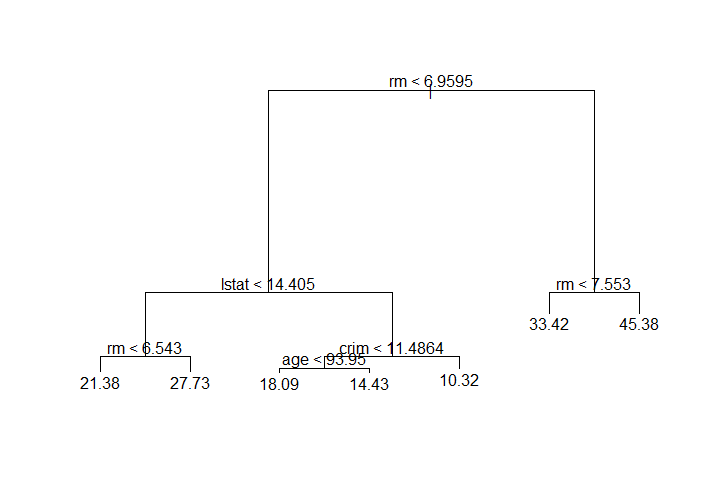 rm < 6.9595
lstat < 14.405
rm < 7.553
33.42
45.38
rm < 6.543
crim < 11.4864
age < 93.95
21.38
27.73
18.09
14.43
10.32